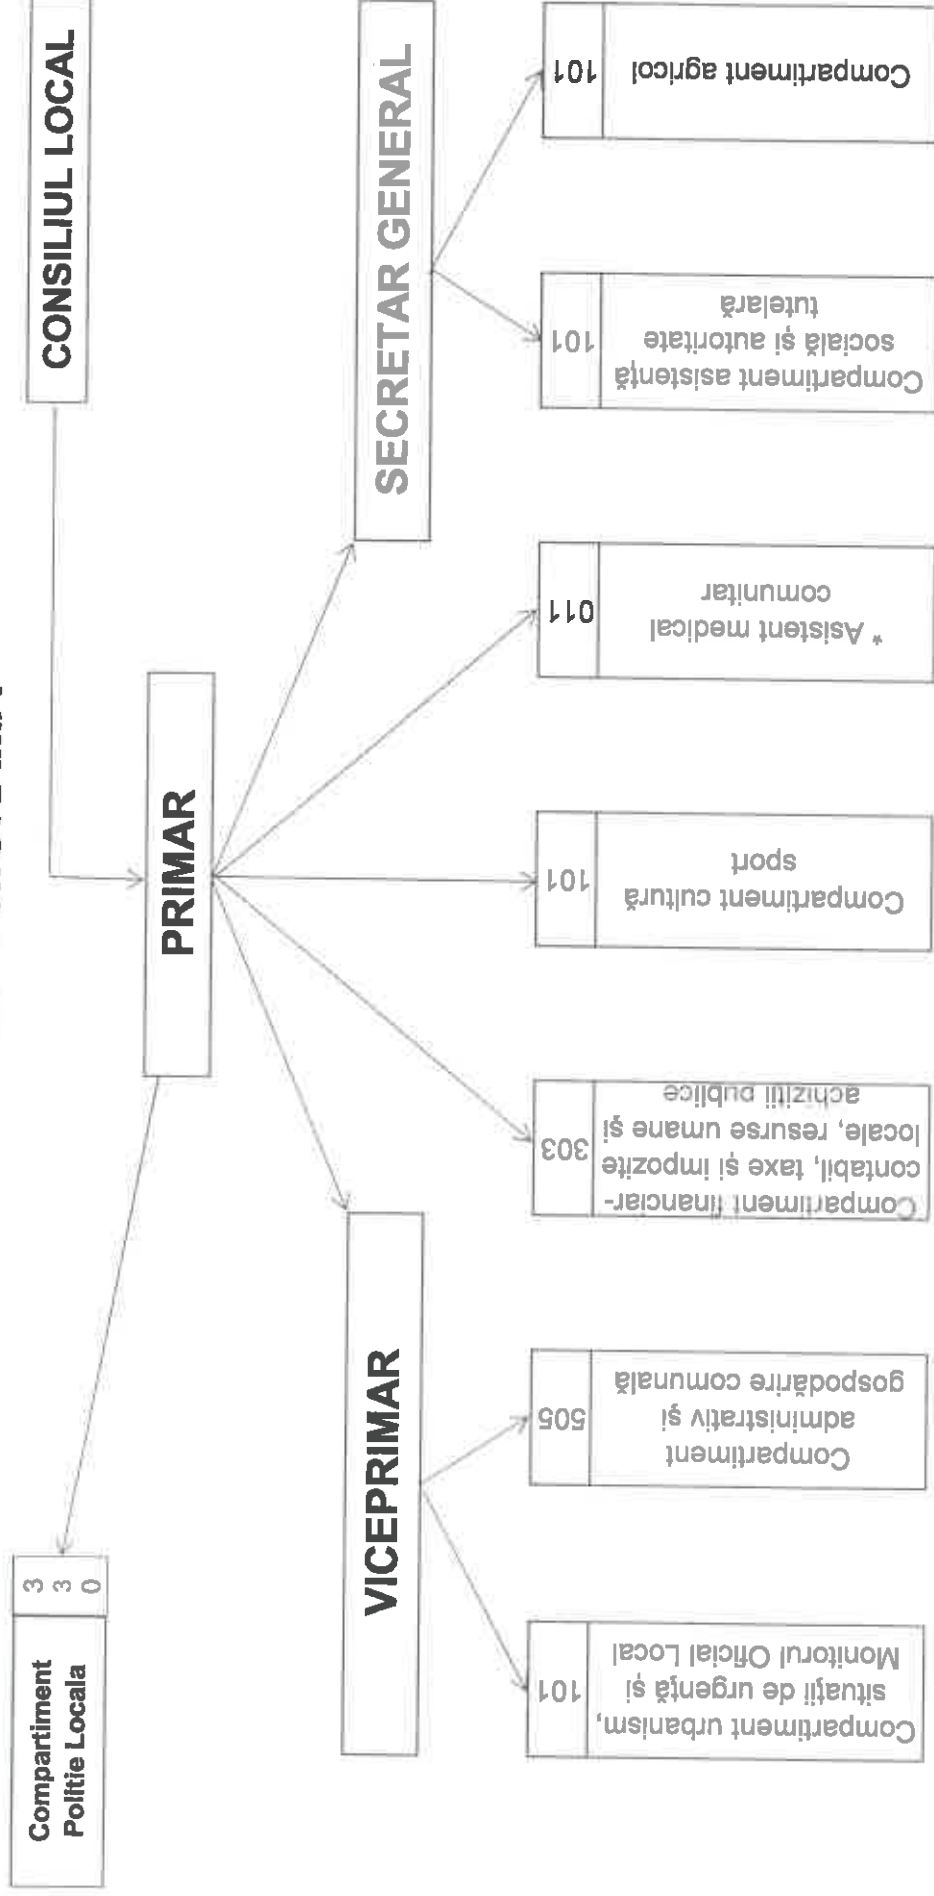 Compartiment
Politie Locala
3
3
0
CONSILIUL LOCAL
PRIMAR
VICEPRIMAR
SECRETAR GENERAL
101
Compartiment urbanism,
situații de urgență și
Monitorul Oficial Local
505
Compartiment
administrativ și
gospodărire comunală
303
Compartiment financiar-
contabil, taxe și impozite
locale, resurse umane și
achiziții publice
101
Compartiment cultură
sport
011
* Asistent medical
comunitar
101
Compartiment asistență
socială și autoritate
tutelară
101
Compartiment agricol